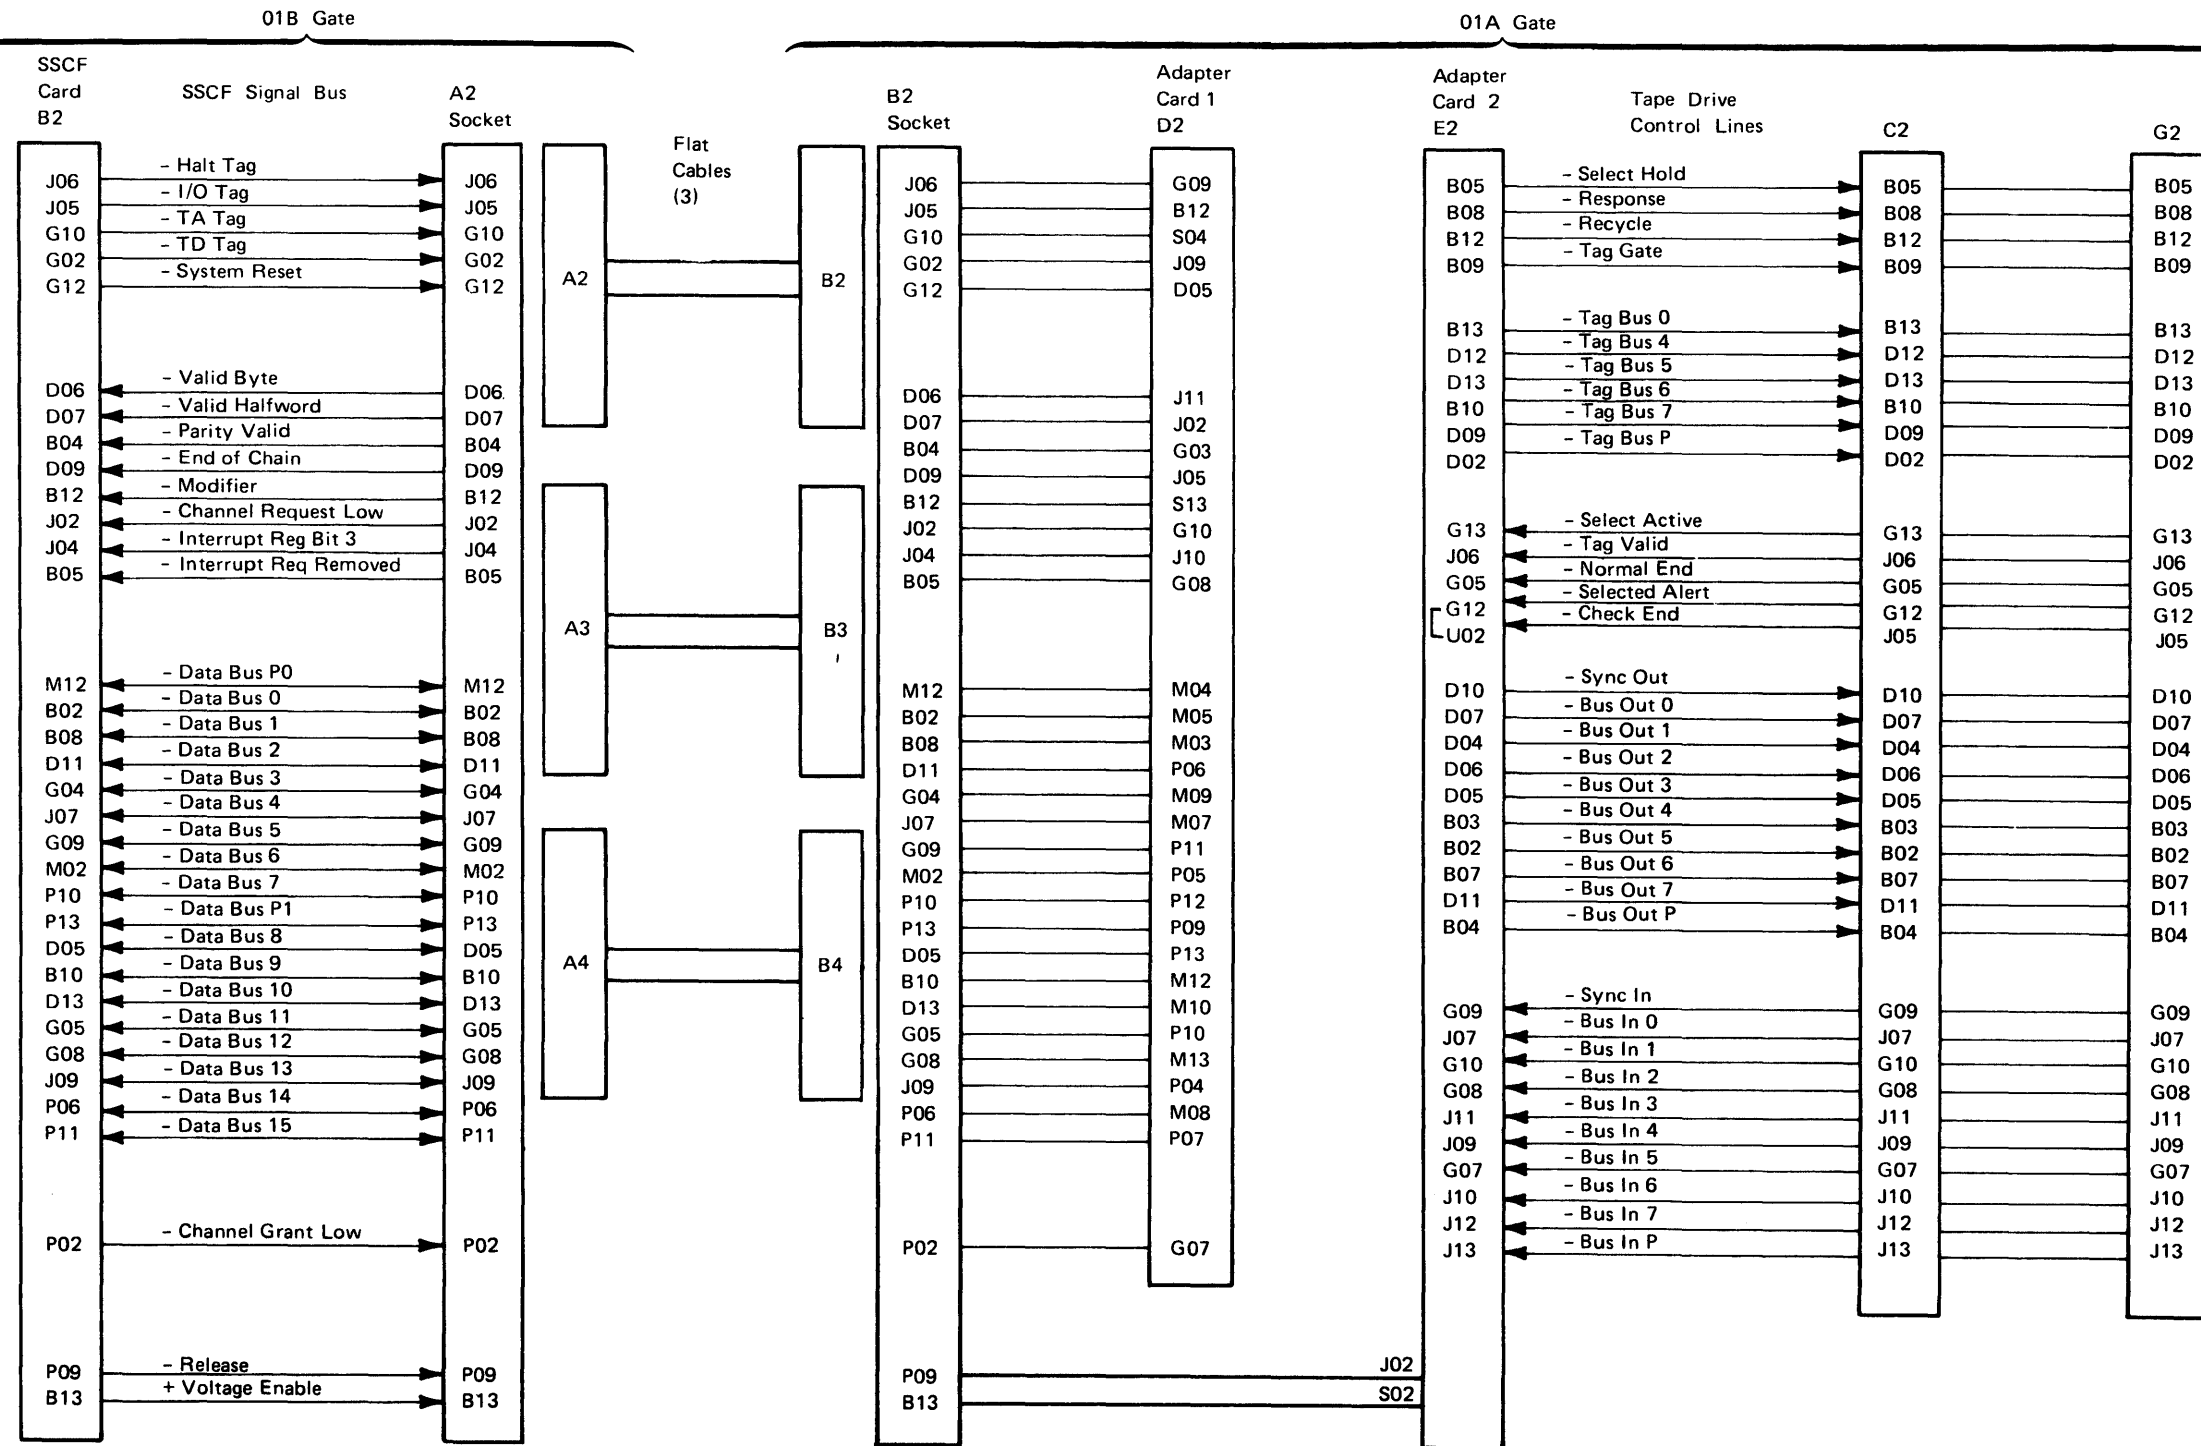 01B Gate
01A Gate
SSCF
Card
B2
SSCF Signal Bus
A2
Socket
Flat
Cables
(3)
B2
Socket
Adapter
Card 1
D2
Adapter
Card 2
E2
Tape Drive
Control Lines
C2
G2
J06 - Halt Tag J06
J05 - I/O Tag J05
G10 - TA Tag G10
G02 - TD Tag G02
G12 - System Reset G12
D06 - Valid Byte D06
D07 - Valid Halfword D07
B04 - Parity Valid B04
D09 - End of Chain D09
B12 - Modifier B12
J02 - Channel Request Low J02
J04 - Interrupt Reg Bit 3 J04
B05 - Interrupt Req Removed B05
M12 - Data Bus P0 M12
B02 - Data Bus 0 B02
B08 - Data Bus 1 B08
D11 - Data Bus 2 D11
G04 - Data Bus 3 G04
J07 - Data Bus 4 J07
G09 - Data Bus 5 G09
M02 - Data Bus 6 M02
P10 - Data Bus 7 P10
P13 - Data Bus P1 P13
D05 - Data Bus 8 D05
B10 - Data Bus 9 B10
D13 - Data Bus 10 D13
G05 - Data Bus 11 G05
G08 - Data Bus 12 G08
J09 - Data Bus 13 J09
P06 - Data Bus 14 P06
P11 - Data Bus 15 P11
P02 - Channel Grant Low P02
P09 - Release P09
B13 + Voltage Enable B13
A2 B2
A3 B3
A4 B4
J06 G09
J05 B12
G10 S04
G02 J09
G12 D05
D06 J11
D07 J02
B04 G03
D09 J05
B12 S13
J02 G10
J04 J10
B05 G08
M12 M04
B02 M05
B08 M03
D11 P06
G04 M09
J07 M07
G09 P11
M02 P05
P10 P12
P13 P09
D05 P13
B10 M12
D13 M10
G05 P10
G08 M13
J09 P04
P06 M08
P11 P07
P02 G07
P09 J02
B13 S02
B05 - Select Hold B05 B05
B08 - Response B08 B08
B12 - Recycle B12 B12
B09 - Tag Gate B09 B09
B13 - Tag Bus 0 B13 B13
D12 - Tag Bus 4 D12 D12
D13 - Tag Bus 5 D13 D13
B10 - Tag Bus 6 B10 B10
D09 - Tag Bus 7 D09 D09
D02 - Tag Bus P D02 D02
G13 - Select Active G13 G13
J06 - Tag Valid J06 J06
G05 - Normal End G05 G05
G12 - Selected Alert G12 G12
U02 - Check End J05 J05
D10 - Sync Out D10 D10
D07 - Bus Out 0 D07 D07
D04 - Bus Out 1 D04 D04
D06 - Bus Out 2 D06 D06
D05 - Bus Out 3 D05 D05
B03 - Bus Out 4 B03 B03
B02 - Bus Out 5 B02 B02
B07 - Bus Out 6 B07 B07
D11 - Bus Out 7 D11 D11
B04 - Bus Out P B04 B04
G09 - Sync In G09 G09
J07 - Bus In 0 J07 J07
G10 - Bus In 1 G10 G10
G08 - Bus In 2 G08 G08
J11 - Bus In 3 J11 J11
J09 - Bus In 4 J09 J09
G07 - Bus In 5 G07 G07
J10 - Bus In 6 J10 J10
J12 - Bus In 7 J12 J12
J13 - Bus In P J13 J13